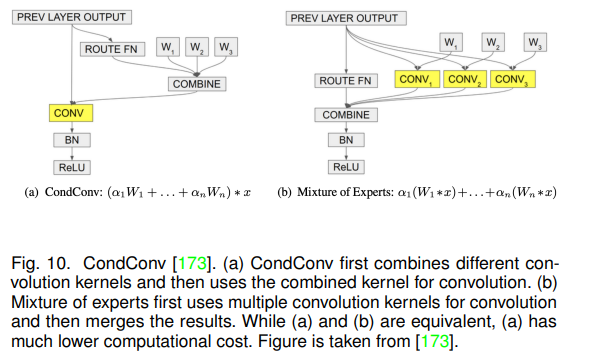 PREV LAYER OUTPUT
ROUTE FN
W1
W2
W3
COMBINE
CONV
BN
ReLU
(a) CondConv: (α1W1 + . . . + αnWn) ∗ x
PREV LAYER OUTPUT
W1
W2
W3
ROUTE FN
CONV1
CONV2
CONV3
COMBINE
BN
ReLU
(b) Mixture of Experts: α1(W1 ∗ x) + . . . + αn(Wn ∗ x)
Fig. 10. CondConv [173]. (a) CondConv first combines different con-
volution kernels and then uses the combined kernel for convolution. (b)
Mixture of experts first uses multiple convolution kernels for convolution
and then merges the results. While (a) and (b) are equivalent, (a) has
much lower computational cost. Figure is taken from [173].